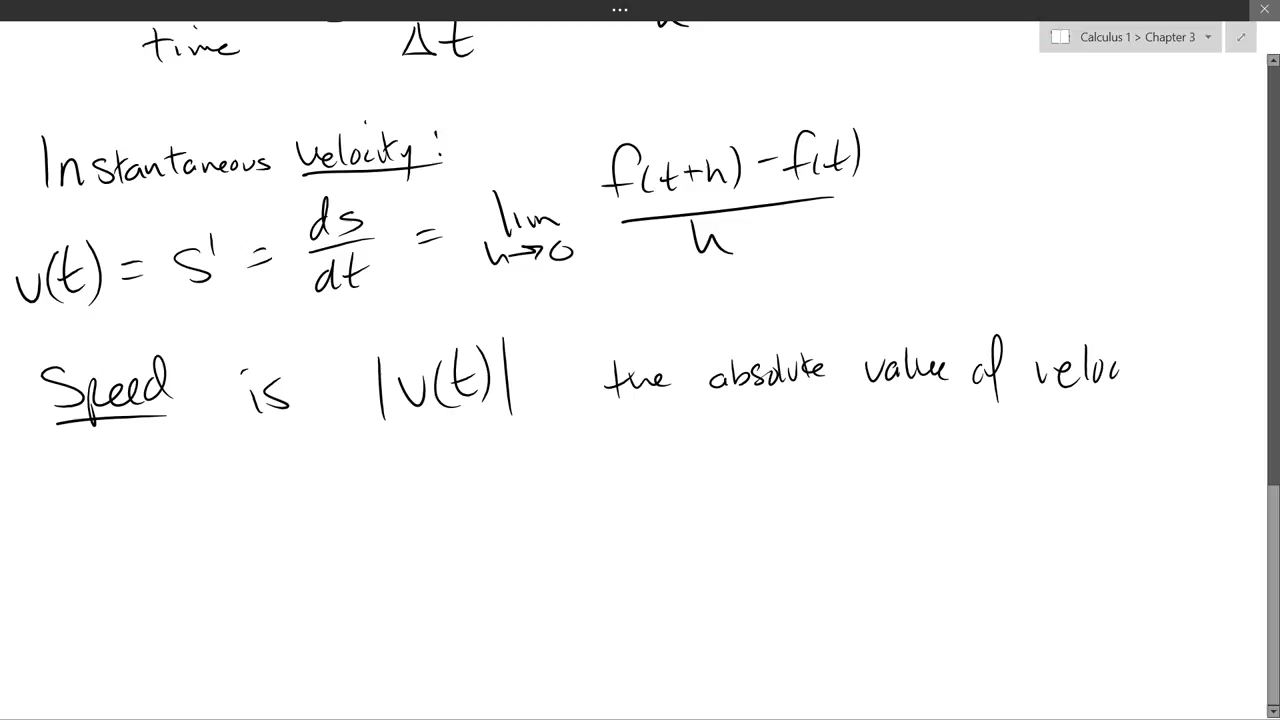 Calculus 1 > Chapter 3
time Δt
Instantaneous velocity:
v(t) = s' = ds/dt = lim h→0 f(t+h) - f(t) / h
Speed is |v(t)| the absolute value of veloc